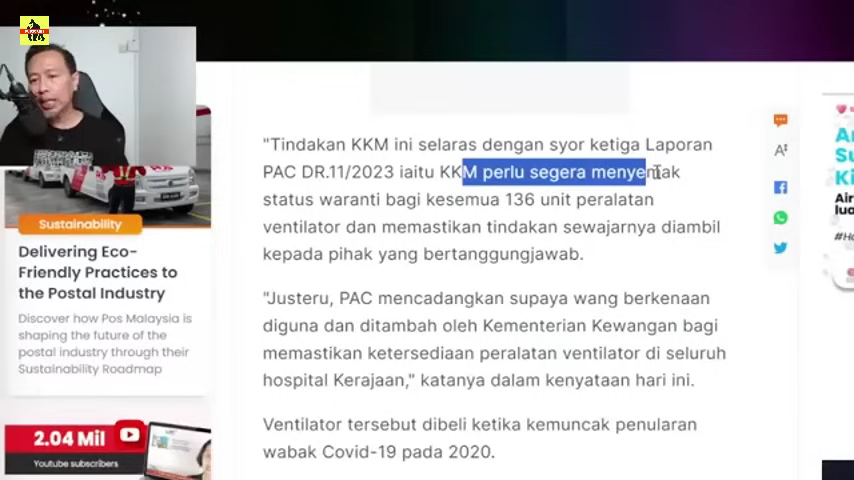 "Tindakan KKM ini selaras dengan syor ketiga Laporan
PAC DR.11/2023 iaitu KKM perlu segera menyemak
status waranti bagi kesemua 136 unit peralatan
ventilator dan memastikan tindakan sewajarnya diambil
kepada pihak yang bertanggungjawab.
"Justeru, PAC mencadangkan supaya wang berkenaan
diguna dan ditambah oleh Kementerian Kewangan bagi
memastikan ketersediaan peralatan ventilator di seluruh
hospital Kerajaan," katanya dalam kenyataan hari ini.
Ventilator tersebut dibeli ketika kemuncak penularan
wabak Covid-19 pada 2020.
Sustainability
Delivering Eco-
Friendly Practices to
the Postal Industry
Discover how Pos Malaysia is
shaping the future of the
postal industry through their
Sustainability Roadmap
2.04 Mil
Youtube subscribers